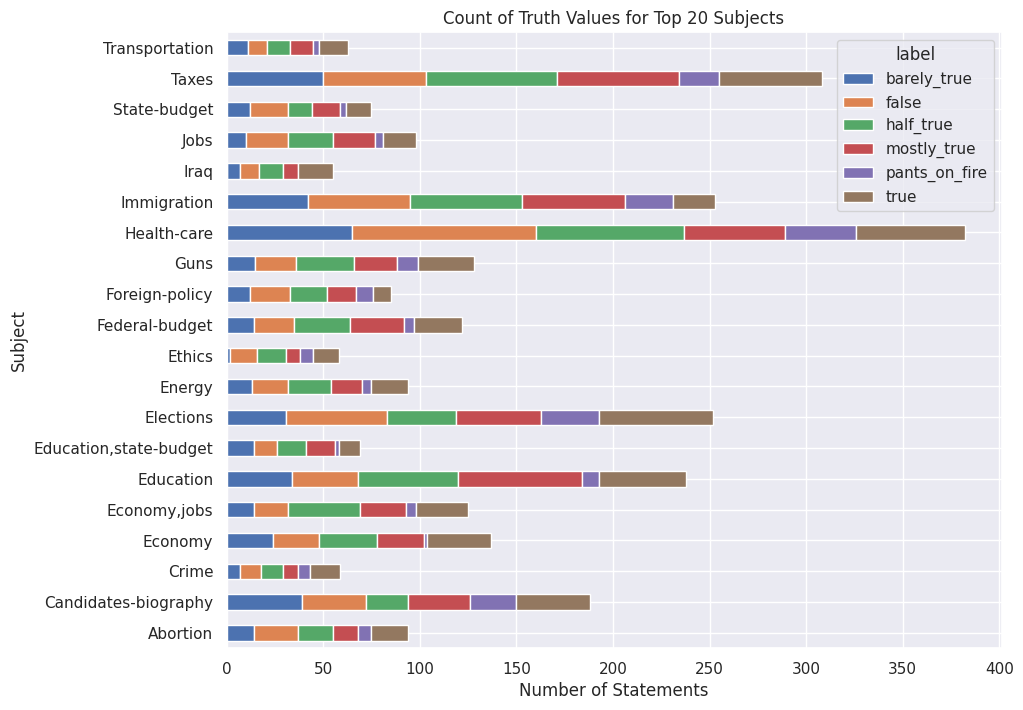 Count of Truth Values for Top 20 Subjects
label
barely_true
false
half_true
mostly_true
pants_on_fire
true
Subject
Transportation
Taxes
State-budget
Jobs
Iraq
Immigration
Health-care
Guns
Foreign-policy
Federal-budget
Ethics
Energy
Elections
Education,state-budget
Education
Economy,jobs
Economy
Crime
Candidates-biography
Abortion
0 50 100 150 200 250 300 350 400
Number of Statements